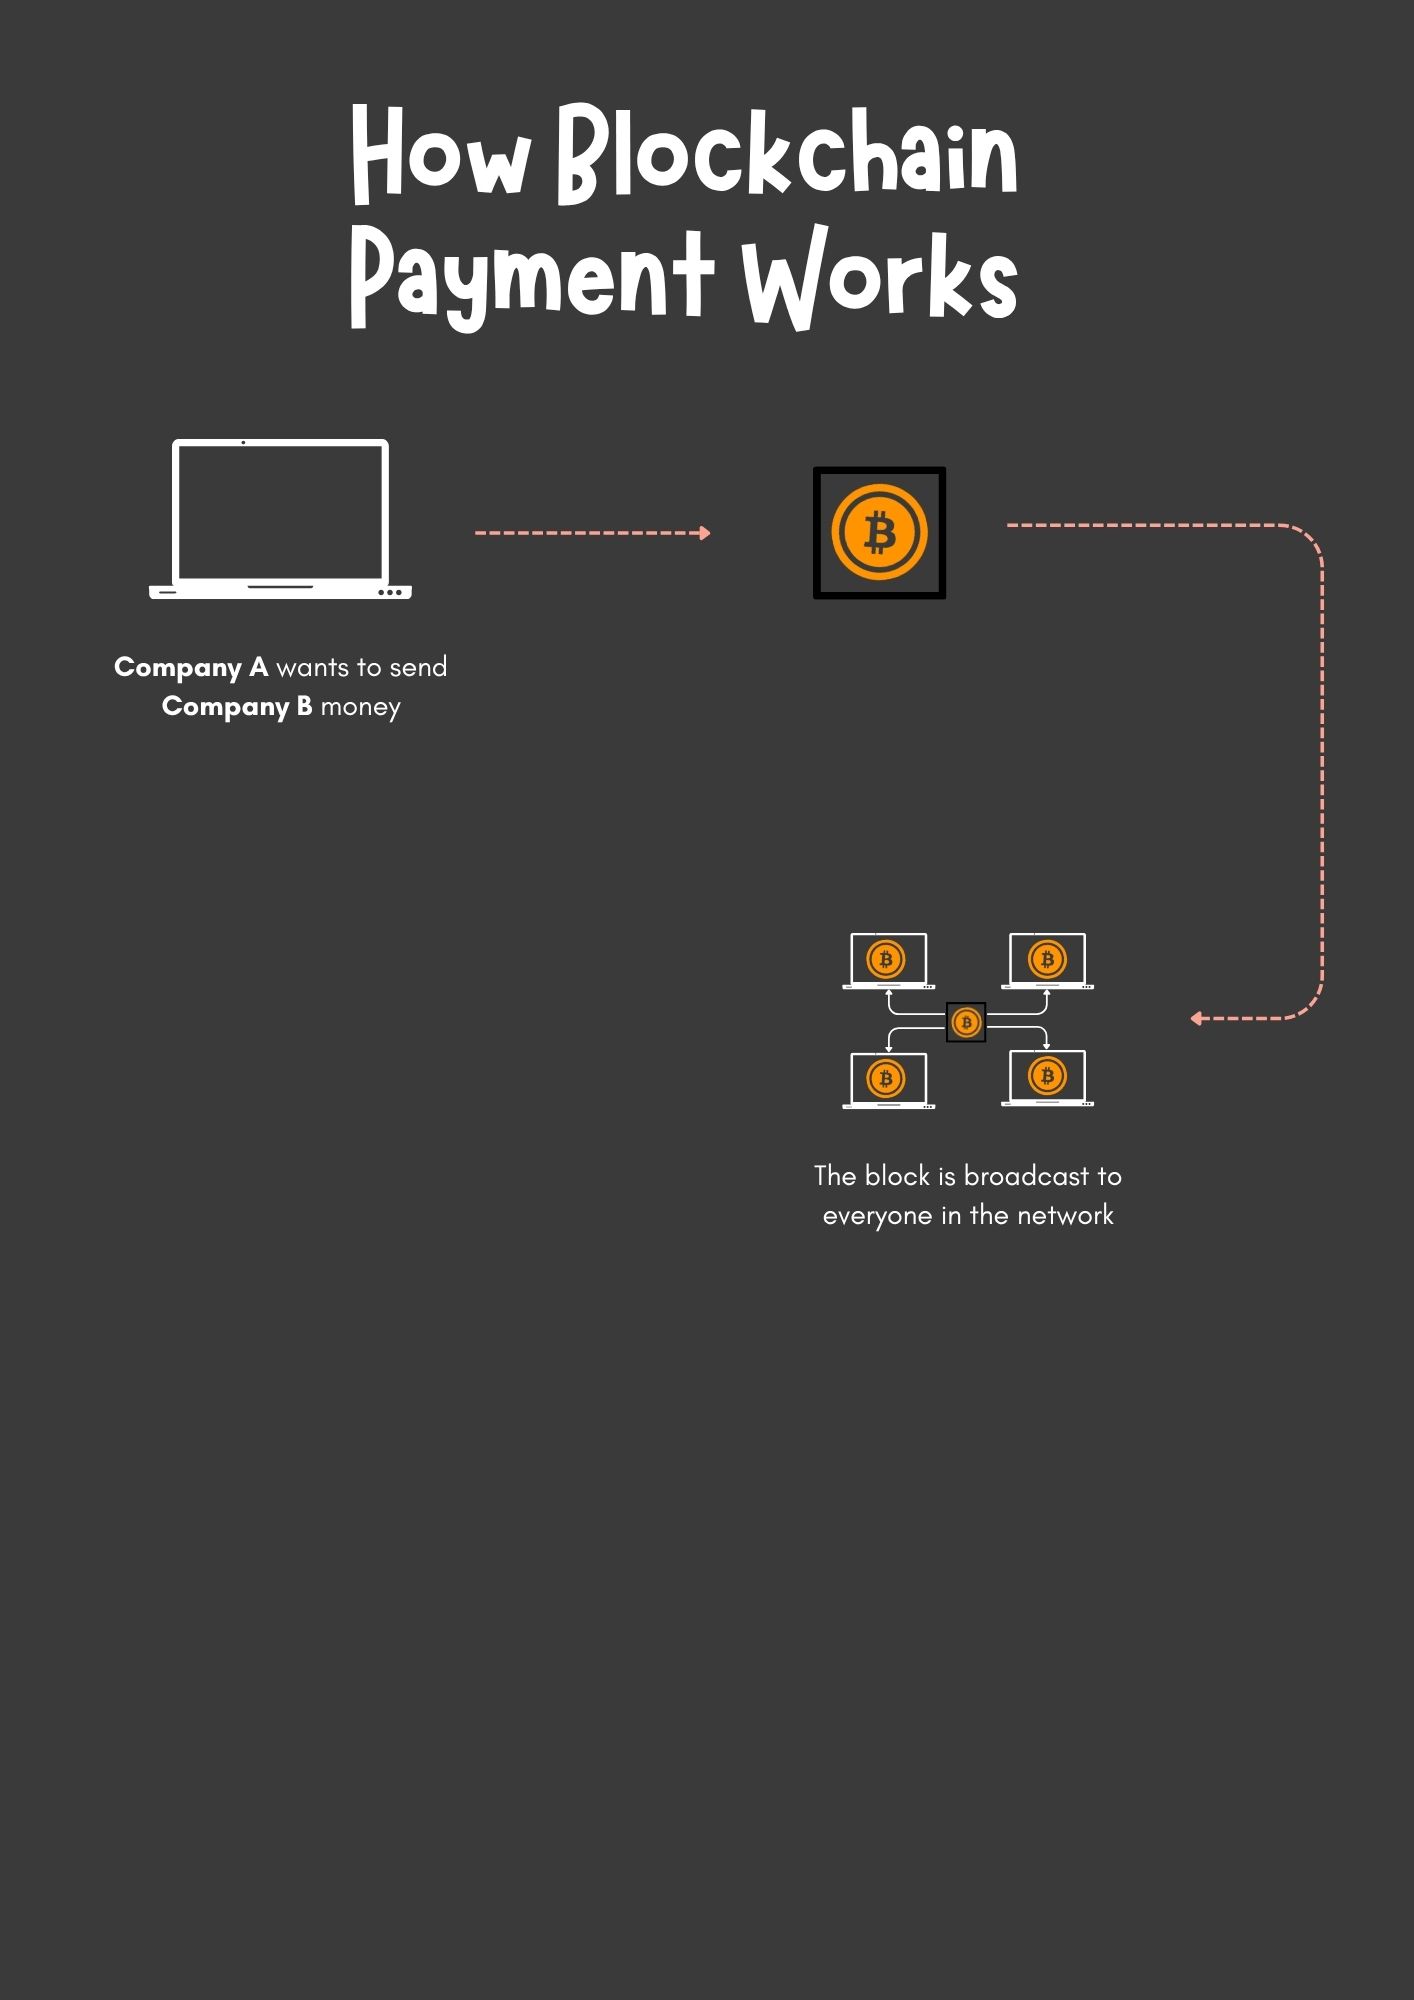 How Blockchain
Payment Works
Company A wants to send
Company B money
The block is broadcast to
everyone in the network